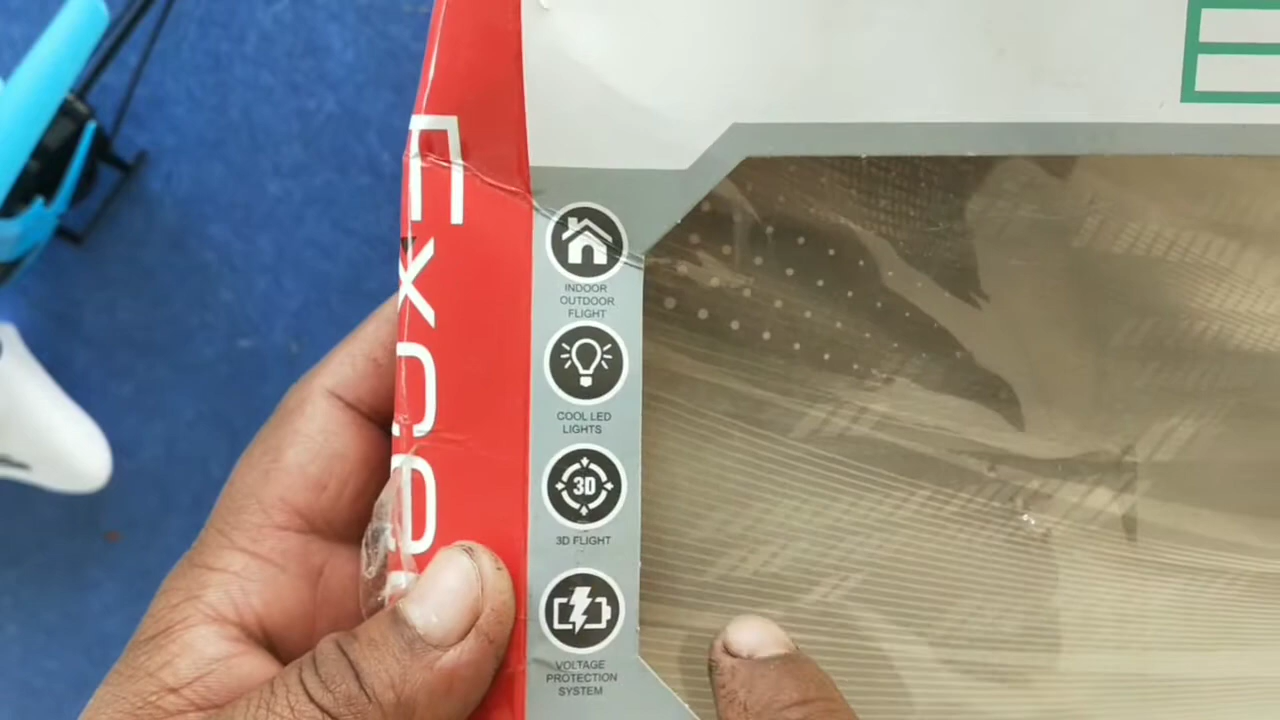 INDOOR
OUTDOOR
FLIGHT
COOL LED
LIGHTS
3D
3D FLIGHT
VOLTAGE
PROTECTION
SYSTEM